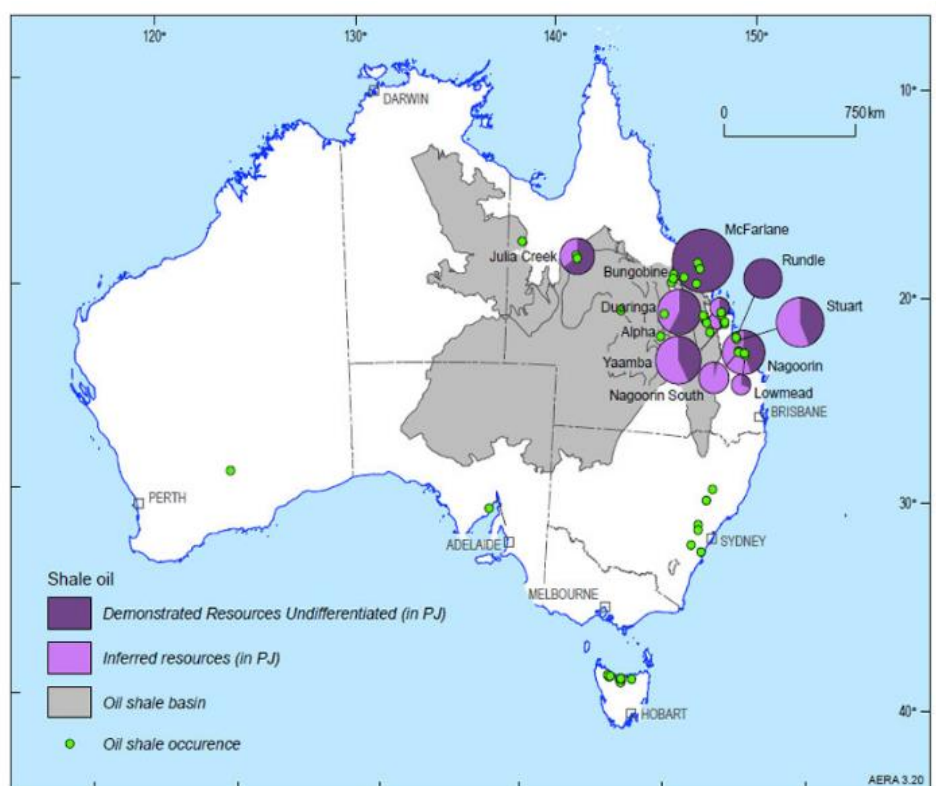 120°
130°
140°
150°
10°
20°
30°
40°
0
750 km
DARWIN
McFarlane
Rundle
Julia Creek
Bungobine
Stuart
Duaringa
Alpha
Yaamba
Nagoorin
Nagoorin South
Lowmead
BRISBANE
PERTH
ADELAIDE
SYDNEY
MELBOURNE
HOBART
Shale oil
Demonstrated Resources Undifferentiated (in PJ)
Inferred resources (in PJ)
Oil shale basin
Oil shale occurence
AERA 3.20